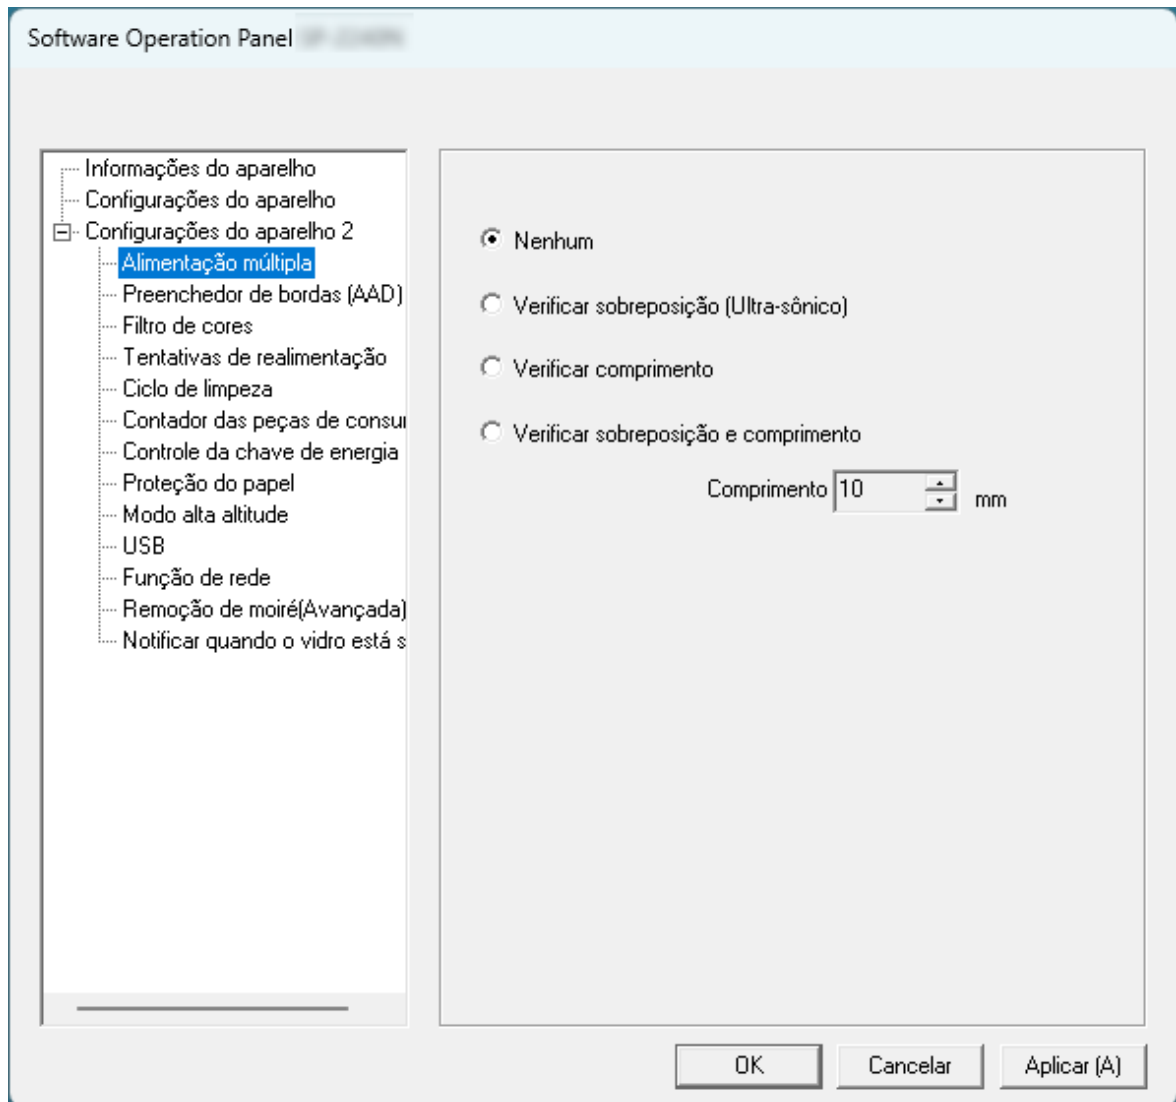 Software Operation Panel
Informações do aparelho
Configurações do aparelho
Configurações do aparelho 2
Alimentação múltipla
Preenchedor de bordas (AAD)
Filtro de cores
Tentativas de realimentação
Ciclo de limpeza
Contador das peças de consu
Controle da chave de energia
Proteção do papel
Modo alta altitude
USB
Função de rede
Remoção de moiré(Avançada)
Notificar quando o vidro está s
Nenhum
Verificar sobreposição (Ultra-sônico)
Verificar comprimento
Verificar sobreposição e comprimento
Comprimento 10 mm
OK
Cancelar
Aplicar (A)